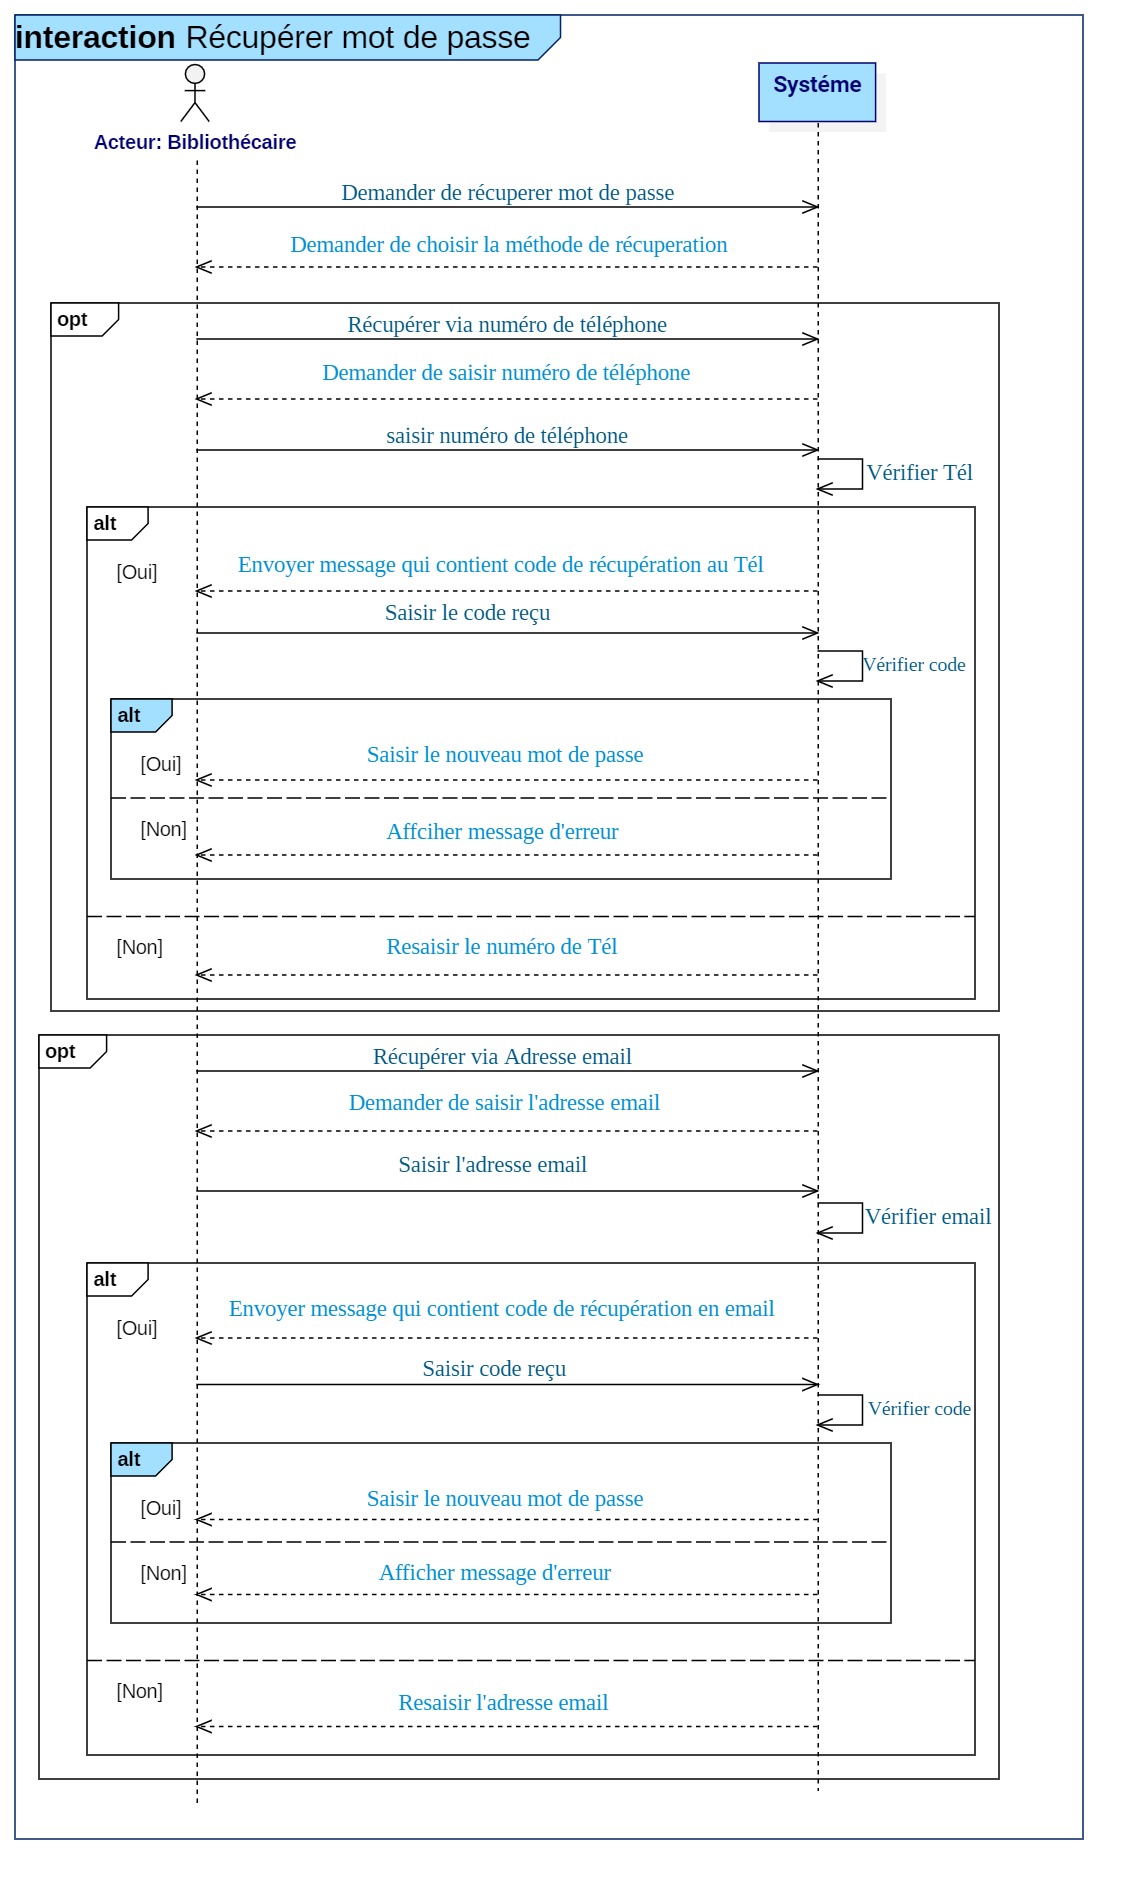 interaction Récupérer mot de passe
Systéme
Acteur: Bibliothécaire
Demander de récuperer mot de passe
Demander de choisir la méthode de récuperation
opt
Récupérer via numéro de téléphone
Demander de saisir numéro de téléphone
saisir numéro de téléphone
Vérifier Tél
alt
[Oui]
Envoyer message qui contient code de récupération au Tél
Saisir le code reçu
Vérifier code
alt
[Oui]
Saisir le nouveau mot de passe
[Non]
Affciher message d'erreur
[Non]
Resaisir le numéro de Tél
opt
Récupérer via Adresse email
Demander de saisir l'adresse email
Saisir l'adresse email
Vérifier email
alt
[Oui]
Envoyer message qui contient code de récupération en email
Saisir code reçu
Vérifier code
alt
[Oui]
Saisir le nouveau mot de passe
[Non]
Afficher message d'erreur
[Non]
Resaisir l'adresse email